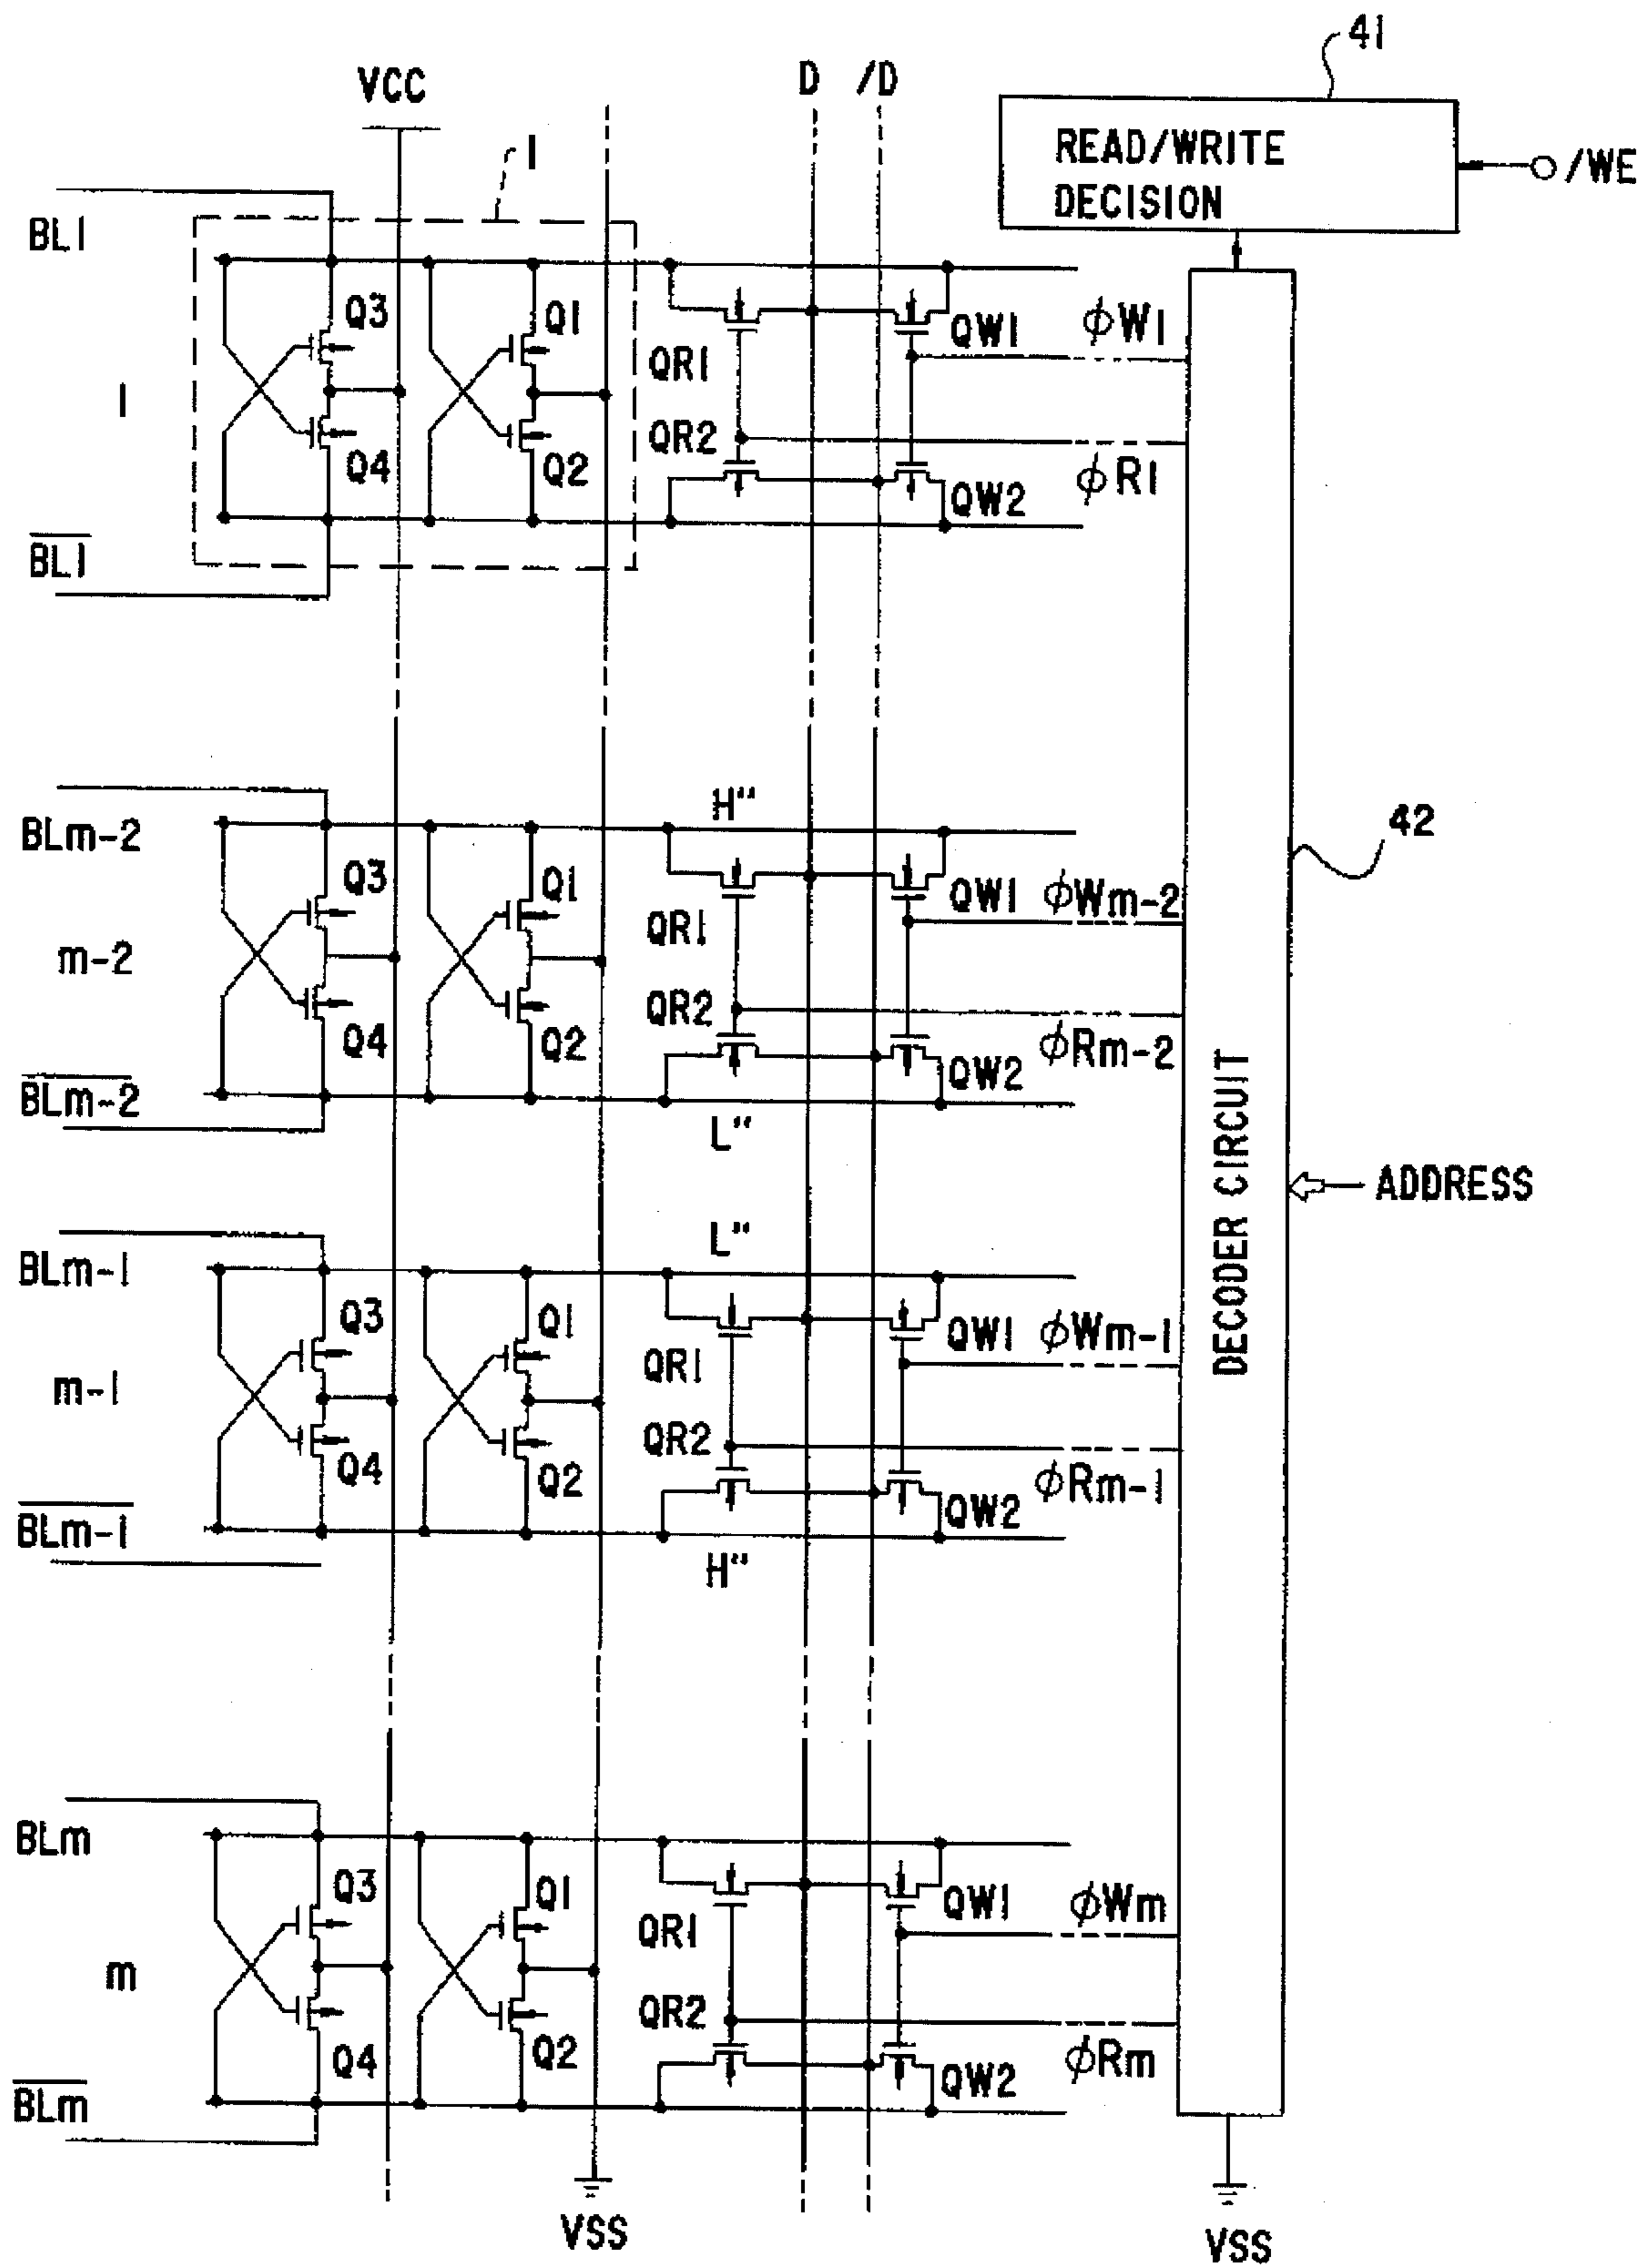 41
VCC
D /D
READ/WRITE
DECISION
/WE
1
BL1
Q3
Q1
QW1
φW1
QR1
1
QR2
Q4
Q2
φR1
QW2
BL1
H"
BLm-2
42
Q3
Q1
QW1
φWm-2
QR1
m-2
QR2
Q4
Q2
φRm-2
QW2
BLm-2
L"
DECODER CIRCUIT
ADDRESS
L"
BLm-1
Q3
Q1
QW1
φWm-1
QR1
m-1
QR2
Q4
Q2
φRm-1
QW2
BLm-1
H"
BLm
Q3
Q1
QW1
φWm
QR1
m
QR2
Q4
Q2
φRm
QW2
BLm
VSS
VSS